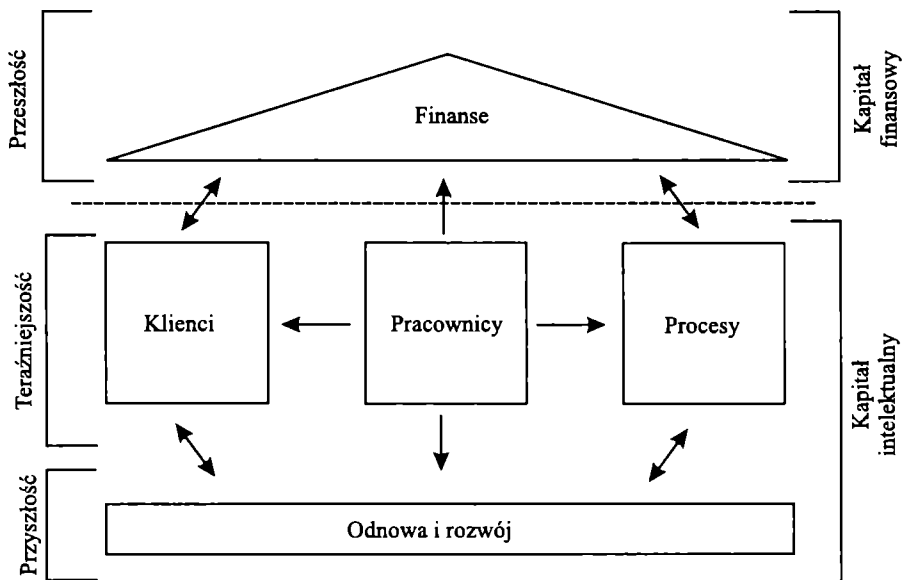 Przeszłość
Finanse
Kapitał
finansowy
Teraźniejszość
Klienci
Pracownicy
Procesy
Kapitał
intelektualny
Przyszłość
Odnowa i rozwój